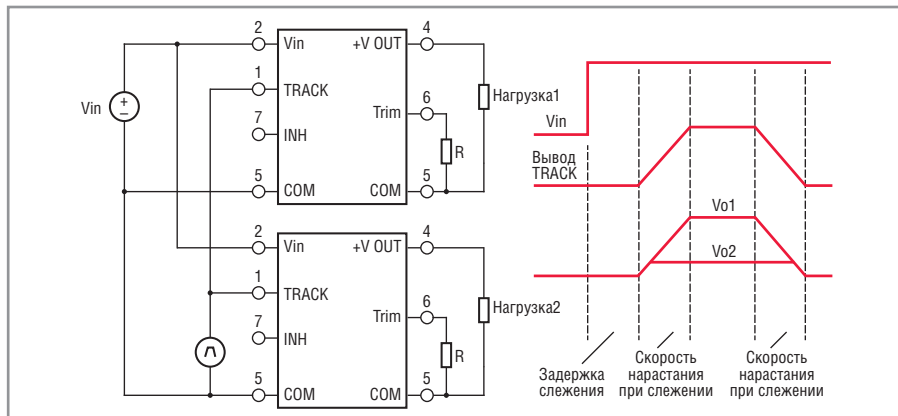 2
Vin
+V OUT
4
1
TRACK
Нагрузка1
Vin
+
−
Trim
6
7
INH
R
5
COM
COM
5
2
Vin
+V OUT
4
1
TRACK
Нагрузка2
Trim
6
7
INH
R
5
COM
COM
5
Vin
Вывод
TRACK
Vo1
Vo2
Задержка
слежения
Скорость
нарастания
при слежении
Скорость
нарастания
при слежении